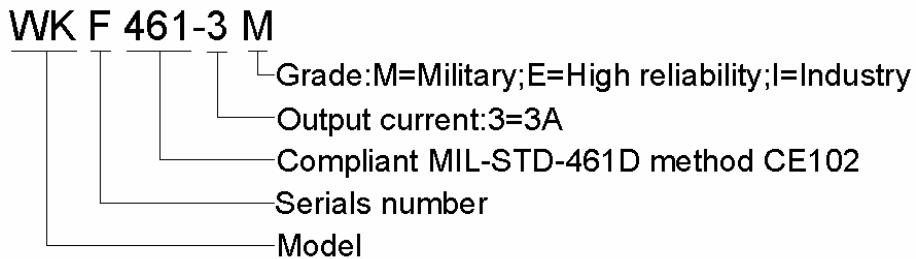 WK F 461-3 M
Grade:M=Military;E=High reliability;I=Industry
Output current:3=3A
Compliant MIL-STD-461D method CE102
Serials number
Model